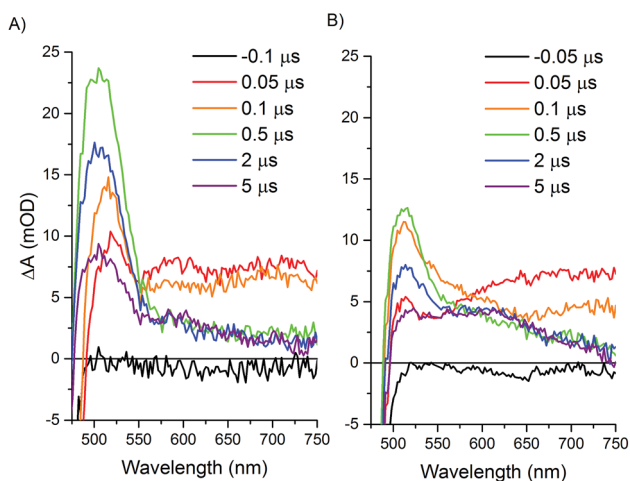 A)
B)
-0.1 µs
0.05 µs
0.1 µs
0.5 µs
2 µs
5 µs
-0.05 µs
0.05 µs
0.1 µs
0.5 µs
2 µs
5 µs
ΔA (mOD)
25
20
15
10
5
0
-5
25
20
15
10
5
0
-5
500 550 600 650 700 750
500 550 600 650 700 750
Wavelength (nm)
Wavelength (nm)